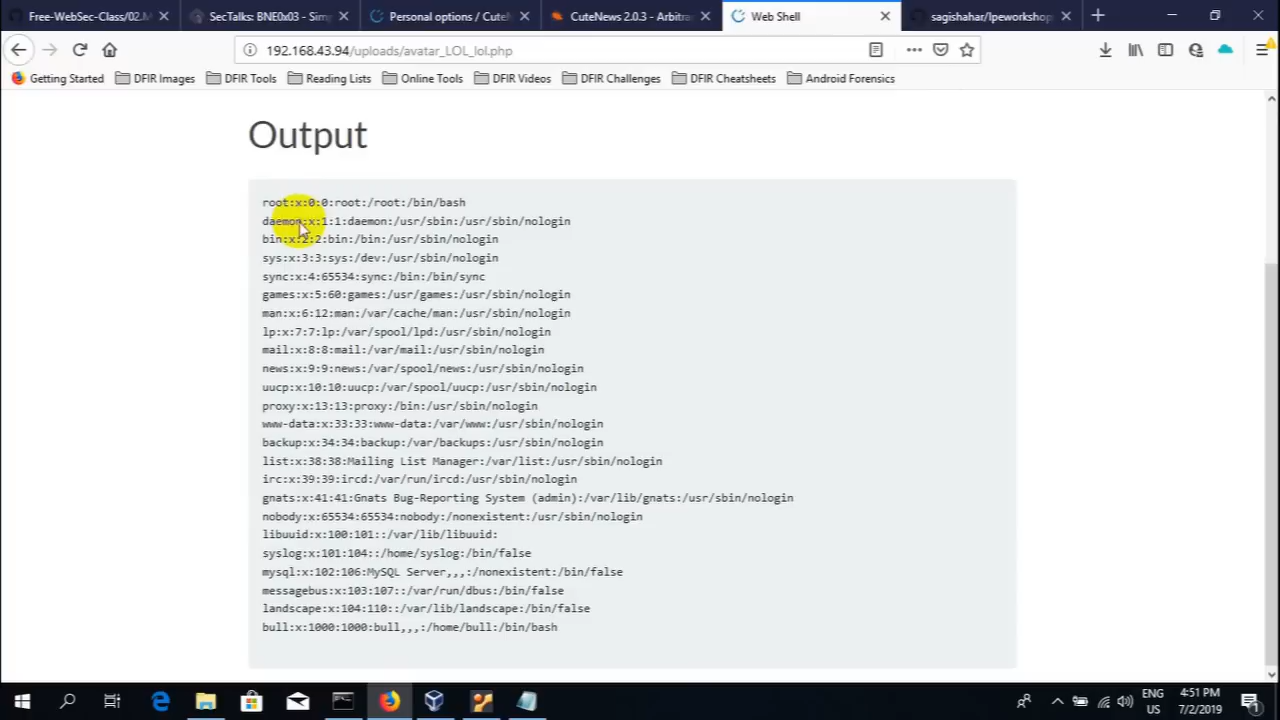 Free-WebSec-Class/02.M
SecTalks: BNE0x03 - Simp
Personal options / CuteN
CuteNews 2.0.3 - Arbitra
Web Shell
sagishahar/lpeworkshop
192.168.43.94/uploads/avatar_LOL_lol.php
Getting Started
DFIR Images
DFIR Tools
Reading Lists
Online Tools
DFIR Videos
DFIR Challenges
DFIR Cheatsheets
Android Forensics
Output
root:x:0:0:root:/root:/bin/bash
daemon:x:1:1:daemon:/usr/sbin:/usr/sbin/nologin
bin:x:2:2:bin:/bin:/usr/sbin/nologin
sys:x:3:3:sys:/dev:/usr/sbin/nologin
sync:x:4:65534:sync:/bin:/bin/sync
games:x:5:60:games:/usr/games:/usr/sbin/nologin
man:x:6:12:man:/var/cache/man:/usr/sbin/nologin
lp:x:7:7:lp:/var/spool/lpd:/usr/sbin/nologin
mail:x:8:8:mail:/var/mail:/usr/sbin/nologin
news:x:9:9:news:/var/spool/news:/usr/sbin/nologin
uucp:x:10:10:uucp:/var/spool/uucp:/usr/sbin/nologin
proxy:x:13:13:proxy:/bin:/usr/sbin/nologin
www-data:x:33:33:www-data:/var/www:/usr/sbin/nologin
backup:x:34:34:backup:/var/backups:/usr/sbin/nologin
list:x:38:38:Mailing List Manager:/var/list:/usr/sbin/nologin
irc:x:39:39:ircd:/var/run/ircd:/usr/sbin/nologin
gnats:x:41:41:Gnats Bug-Reporting System (admin):/var/lib/gnats:/usr/sbin/nologin
nobody:x:65534:65534:nobody:/nonexistent:/usr/sbin/nologin
libuuid:x:100:101::/var/lib/libuuid:
syslog:x:101:104::/home/syslog:/bin/false
mysql:x:102:106:MySQL Server,,,:/nonexistent:/bin/false
messagebus:x:103:107::/var/run/dbus:/bin/false
landscape:x:104:110::/var/lib/landscape:/bin/false
bull:x:1000:1000:bull,,,:/home/bull:/bin/bash
ENG
US
4:51 PM
7/2/2019
1